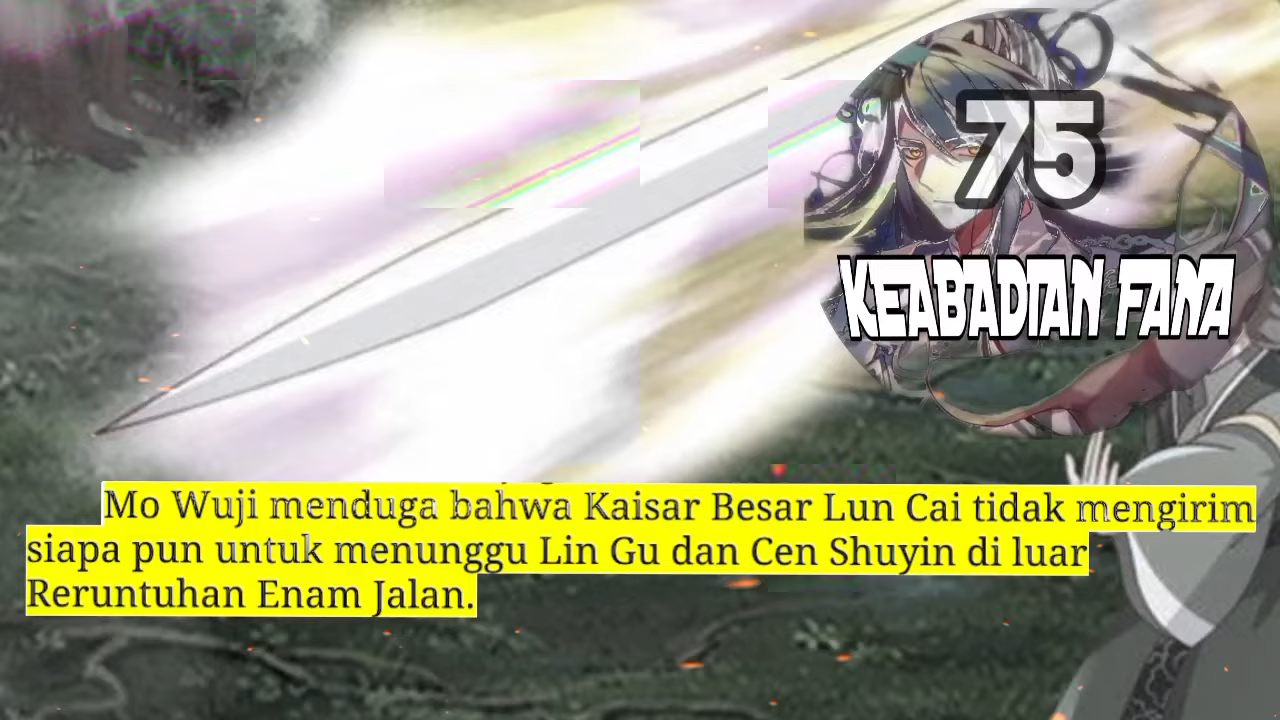 75
KEABADIAN FANA
Mo Wuji menduga bahwa Kaisar Besar Lun Cai tidak mengirim
siapa pun untuk menunggu Lin Gu dan Cen Shuyin di luar
Reruntuhan Enam Jalan.